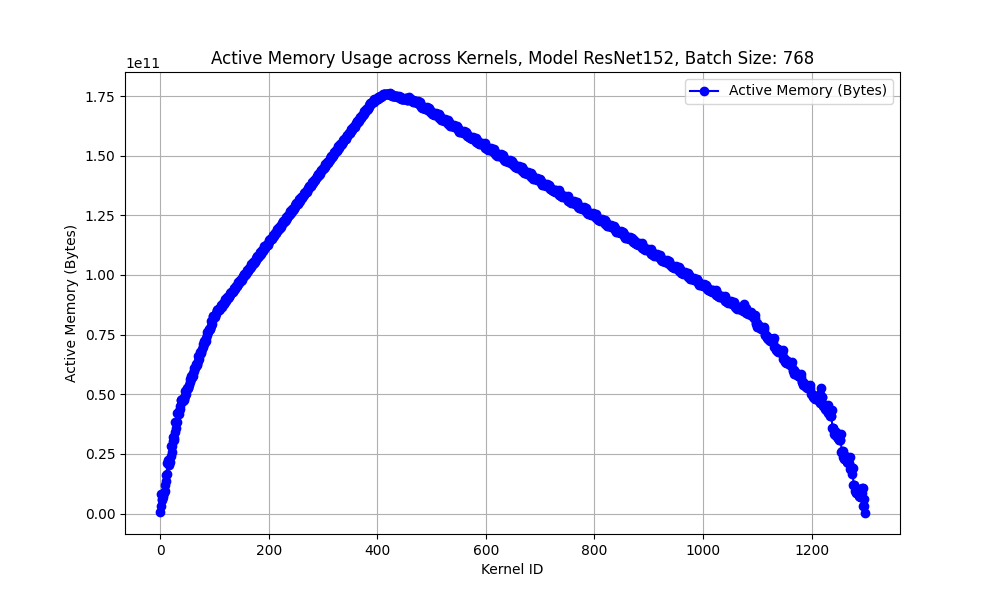 Active Memory Usage across Kernels, Model ResNet152, Batch Size: 768
1e11
Active Memory (Bytes)
1.75
1.50
1.25
1.00
0.75
0.50
0.25
0.00
Active Memory (Bytes)
0 200 400 600 800 1000 1200
Kernel ID